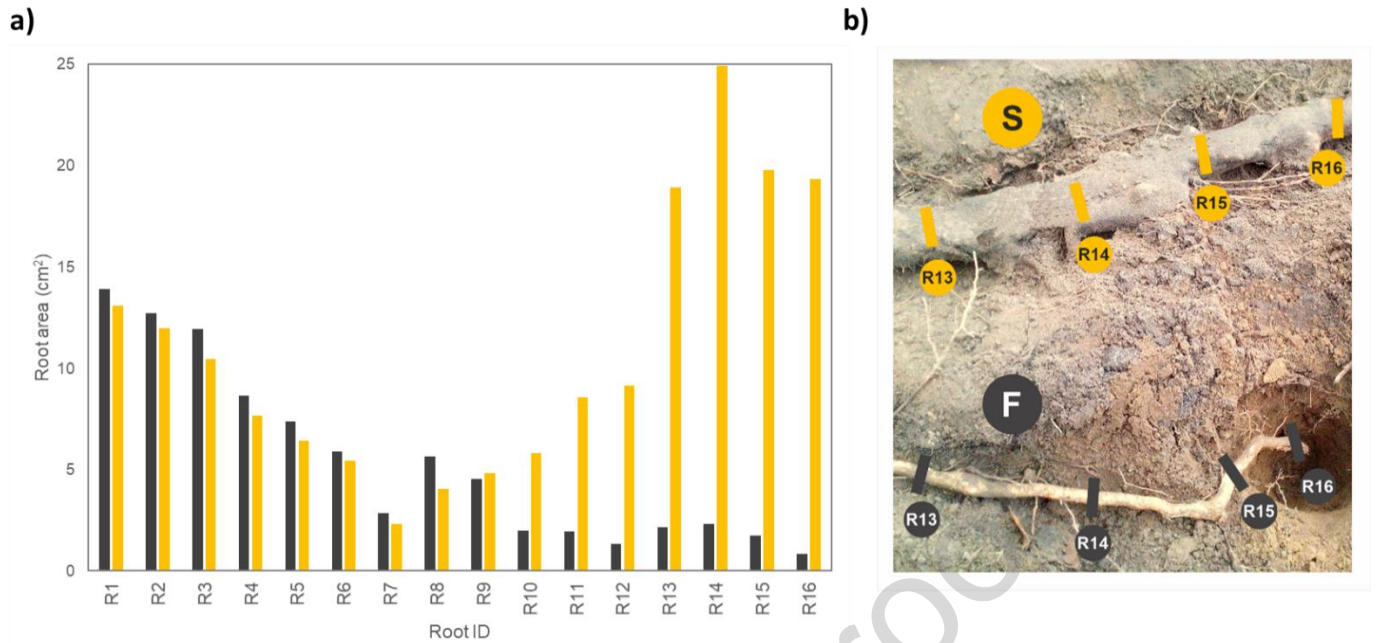 a)
25
20
15
10
5
0
Root area (cm²)
R1 R2 R3 R4 R5 R6 R7 R8 R9 R10 R11 R12 R13 R14 R15 R16
Root ID
b)
S
R16
R15
R14
R13
F
R13
R14
R15
R16